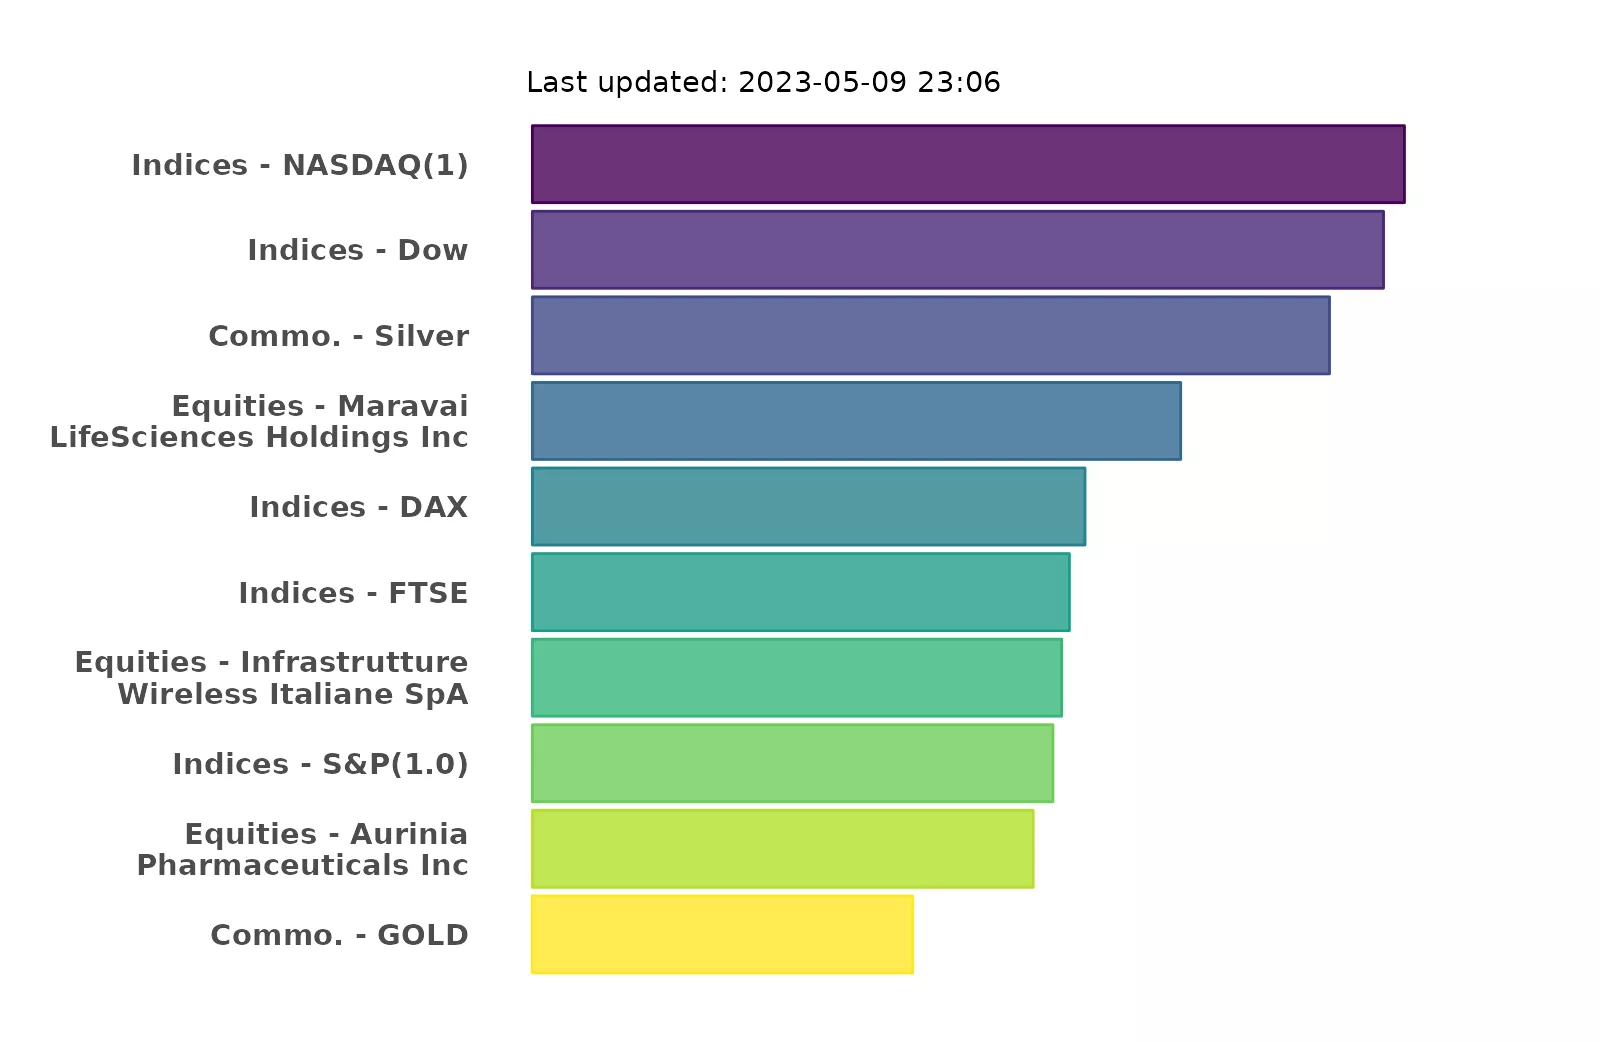 Last updated: 2023-05-09 23:06
Indices - NASDAQ(1)
Indices - Dow
Commo. - Silver
Equities - Maravai
LifeSciences Holdings Inc
Indices - DAX
Indices - FTSE
Equities - Infrastrutture
Wireless Italiane SpA
Indices - S&P(1.0)
Equities - Aurinia
Pharmaceuticals Inc
Commo. - GOLD